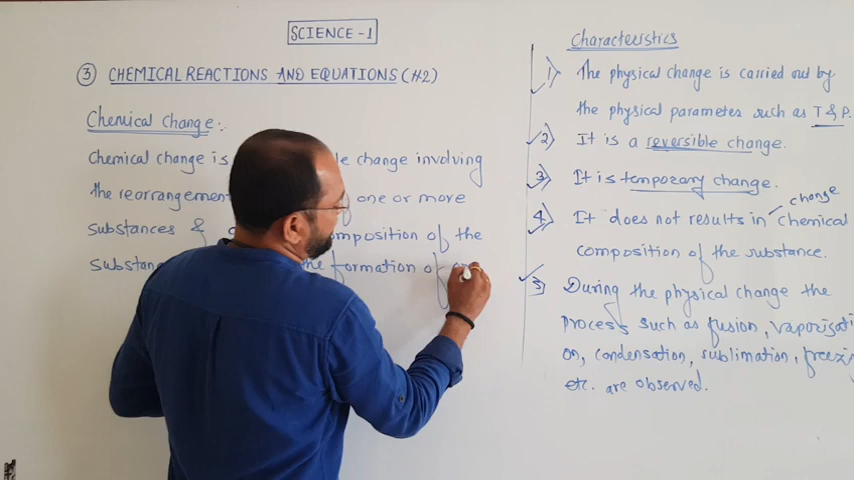 SCIENCE-1
③ CHEMICAL REACTIONS AND EQUATIONS (#2)
Chemical Change:
Chemical change is le change involving
the rearrangement of one or more
substances & composition of the
the formation of
Characteristics
1) The physical change is carried out by
the physical parametes such as T & P.
2) It is a reversible change.
3) It is temporary change.
change
4) It does not results in chemical
composition of the substance.
5) During the physical change the
process such as fusion, vaporizati
on, condensation, sublimation, freezi
etc. are observed.